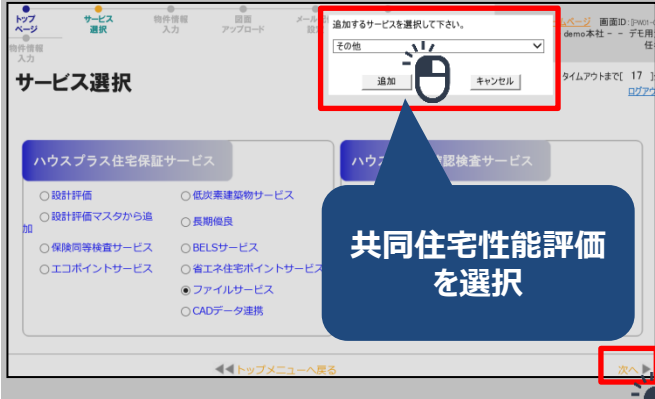 トップ
ページ
サービス
選択
物件情報
入力
図面
アップロード
メール
物件情報
入力
サービス選択
追加するサービスを選択して下さい。
その他
追加
キャンセル
ページ 画面ID:
demo本社 - - デモ用
任
タイムアウトまで[ 17 ]
ログアウ
ハウスプラス住宅保証サービス
ハウ
認検査サービス
設計評価
低炭素建築物サービス
設計評価マスタから追
加
長期優良
保険同等検査サービス
BELSサービス
エコポイントサービス
省エネ住宅ポイントサービス
ファイルサービス
CADデータ連携
共同住宅性能評価
を選択
◀◀トップメニューへ戻る
次へ▶